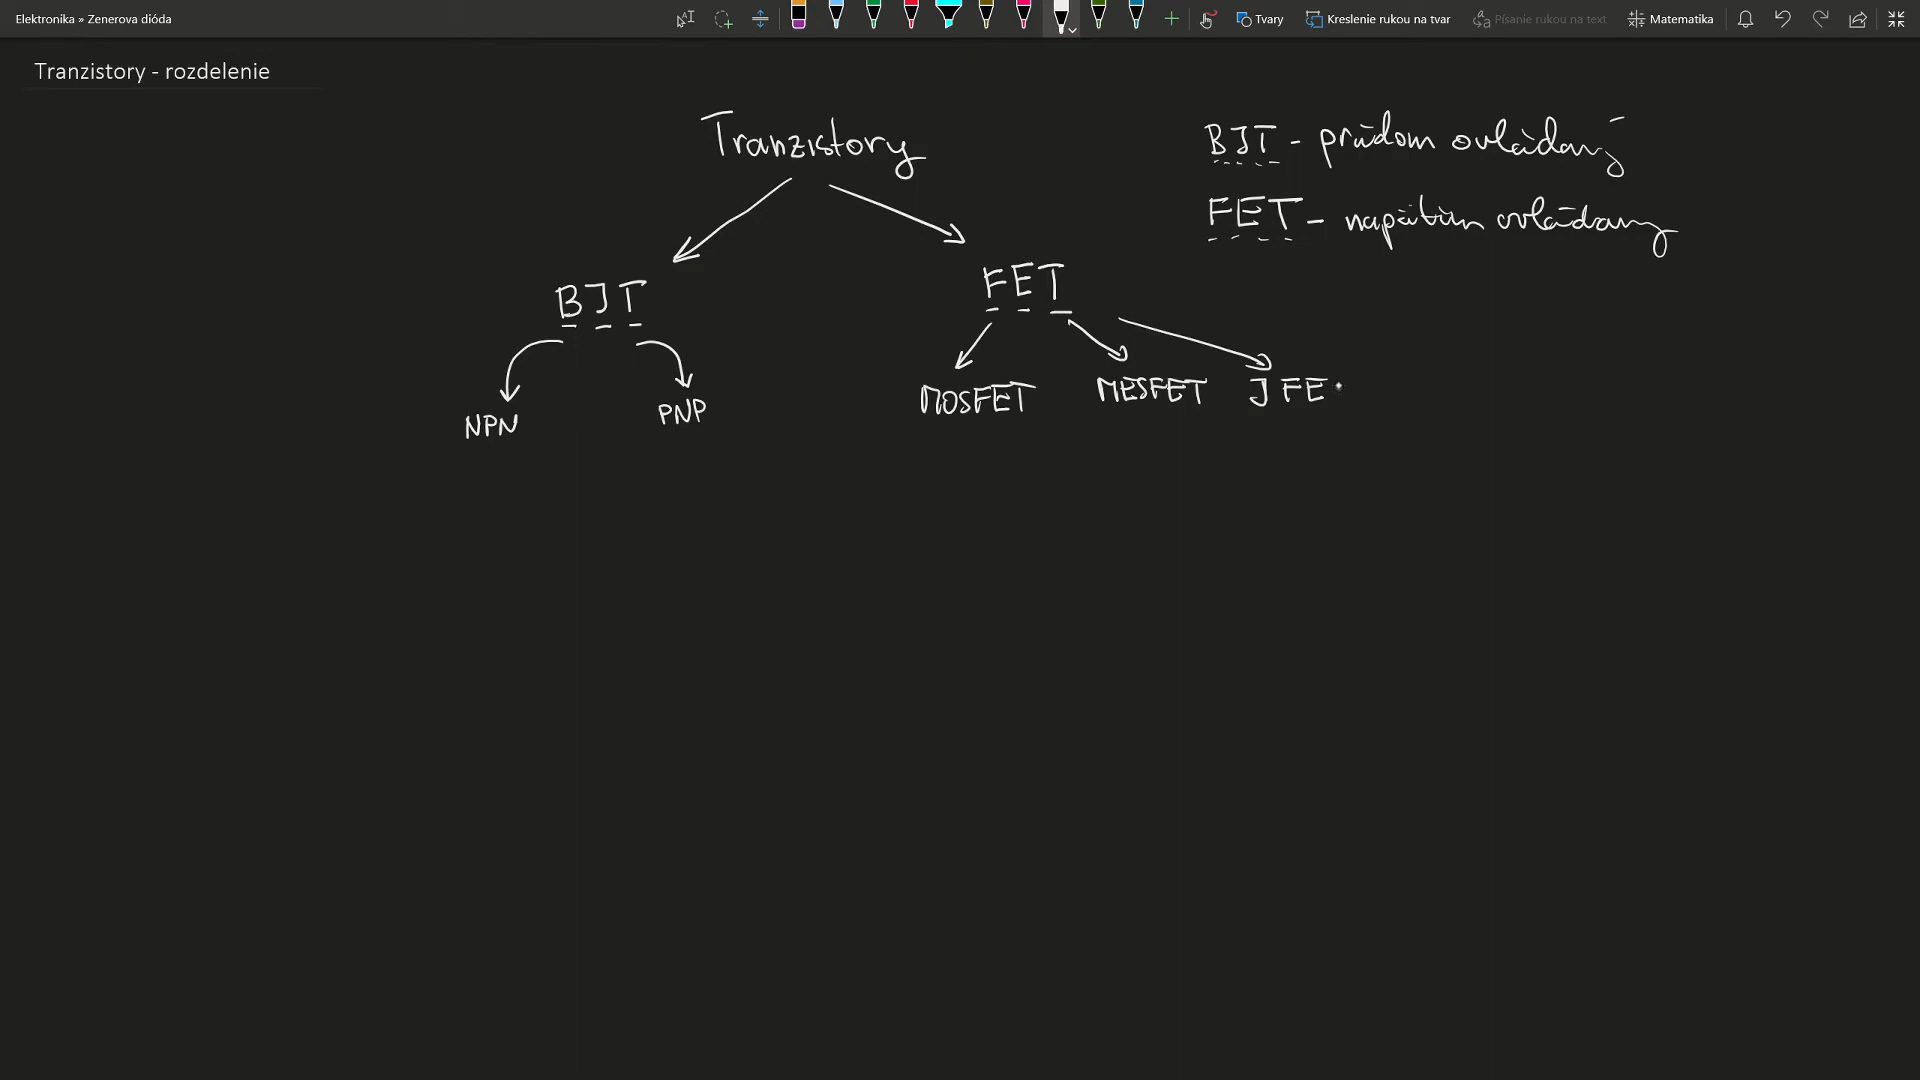 Elektronika » Zenerova dióda
Tvary Kreslenie rukou na tvar Písanie rukou na text Matematika
Tranzistory - rozdelenie
Tranzistory
BJT - prúdom ovládaný
FET - napätím ovládaný
BJT FET
NPN PNP MOSFET MESFET JFE